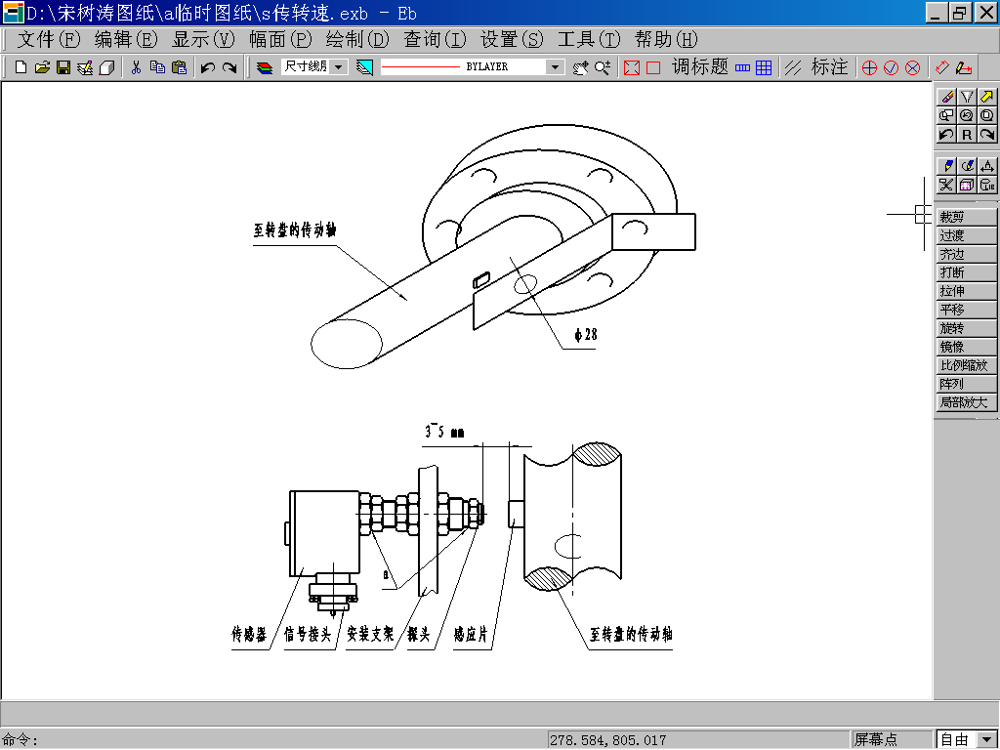 D:\宋树涛图纸\a临时图纸\s传转速.exb - Eb
文件(F) 编辑(E) 显示(V) 幅面(P) 绘制(D) 查询(I) 设置(S) 工具(T) 帮助(H)
尺寸线层 BYLAYER 调标题 标注
R
裁剪
过渡
齐边
打断
拉伸
平移
旋转
镜像
比例缩放
阵列
局部放大
至转盘的传动轴
ф28
3~5 mm
a
传感器 信号接头 安装支架 探头 感应片 至转盘的传动轴
命令: 278.584,805.017 屏幕点 自由